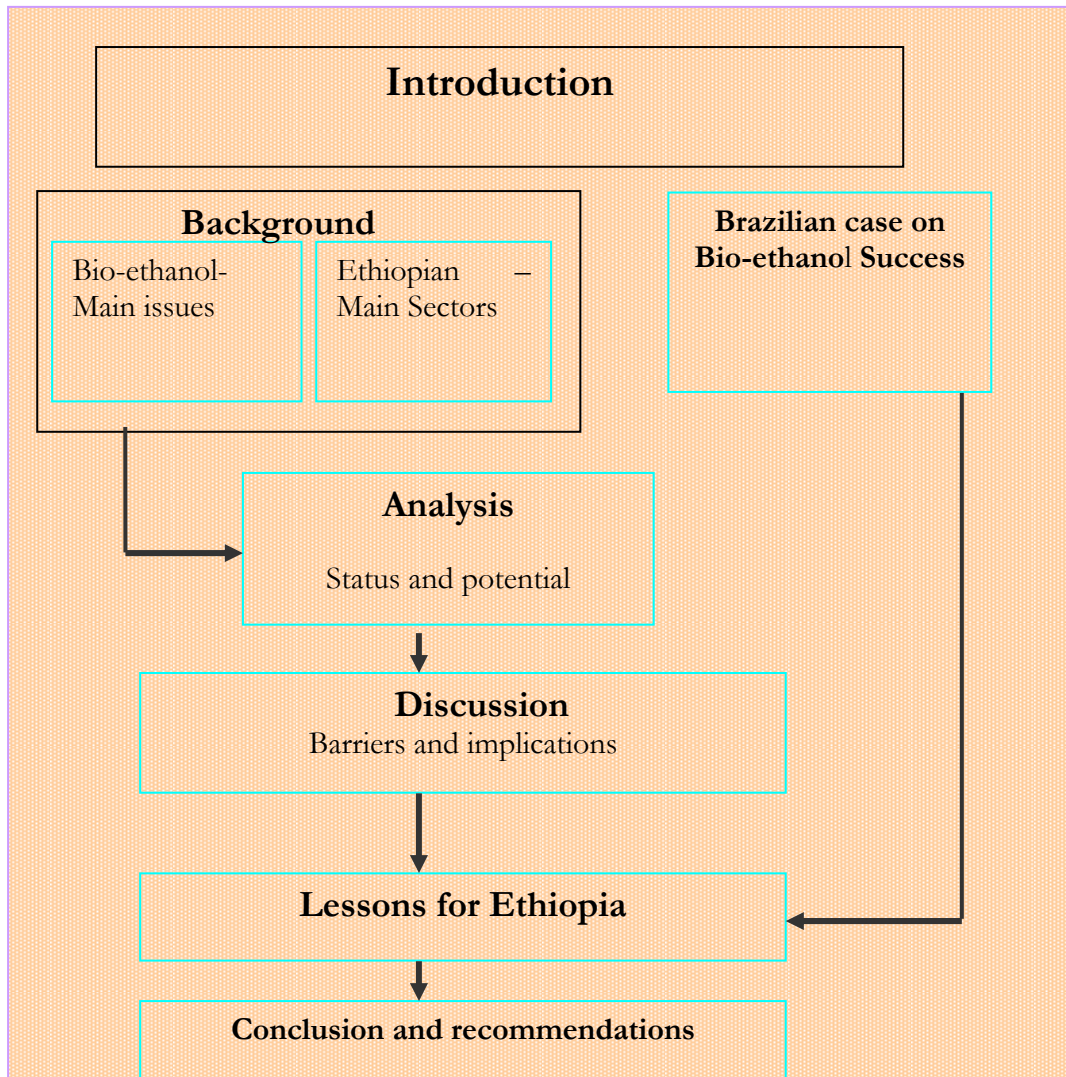 Introduction
Background
Bio-ethanol-
Main issues
Ethiopian –
Main Sectors
Brazilian case on
Bio-ethanol Success
Analysis
Status and potential
Discussion
Barriers and implications
Lessons for Ethiopia
Conclusion and recommendations